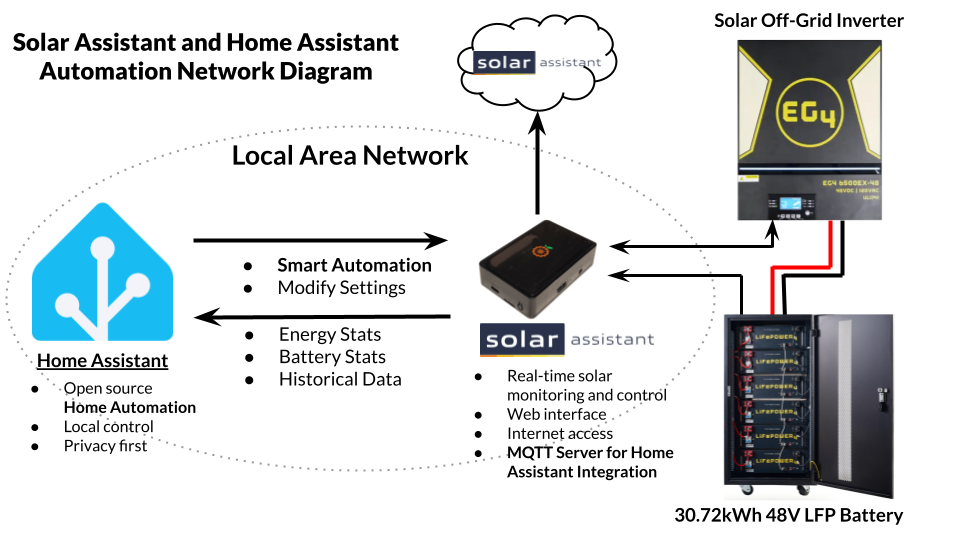 Solar Assistant and Home Assistant
Automation Network Diagram
solar assistant
Solar Off-Grid Inverter
EG4
EG4 6500EX-48
48VDC | 120VAC
UL1741
Local Area Network
● Smart Automation
● Modify Settings
● Energy Stats
● Battery Stats
● Historical Data
Home Assistant
● Open source
Home Automation
● Local control
● Privacy first
solar assistant
● Real-time solar
monitoring and control
● Web interface
● Internet access
● MQTT Server for Home
Assistant Integration
LIFEPOWER4
LIFEPOWER4
LIFEPOWER4
LIFEPOWER4
LIFEPOWER4
LIFEPOWER4
30.72kWh 48V LFP Battery